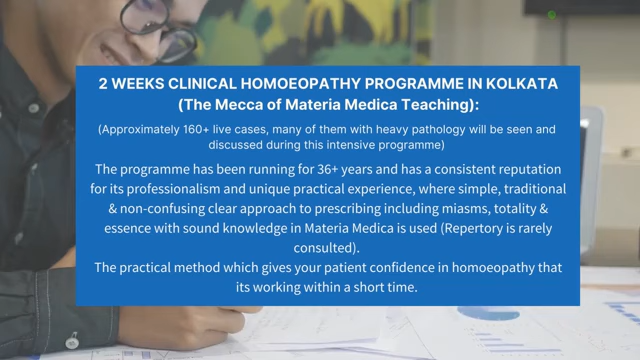 2 WEEKS CLINICAL HOMOEOPATHY PROGRAMME IN KOLKATA
(The Mecca of Materia Medica Teaching):
(Approximately 160+ live cases, many of them with heavy pathology will be seen and
discussed during this intensive programme)
The programme has been running for 36+ years and has a consistent reputation
for its professionalism and unique practical experience, where simple, traditional
& non-confusing clear approach to prescribing including miasms, totality &
essence with sound knowledge in Materia Medica is used (Repertory is rarely
consulted).
The practical method which gives your patient confidence in homoeopathy that
its working within a short time.